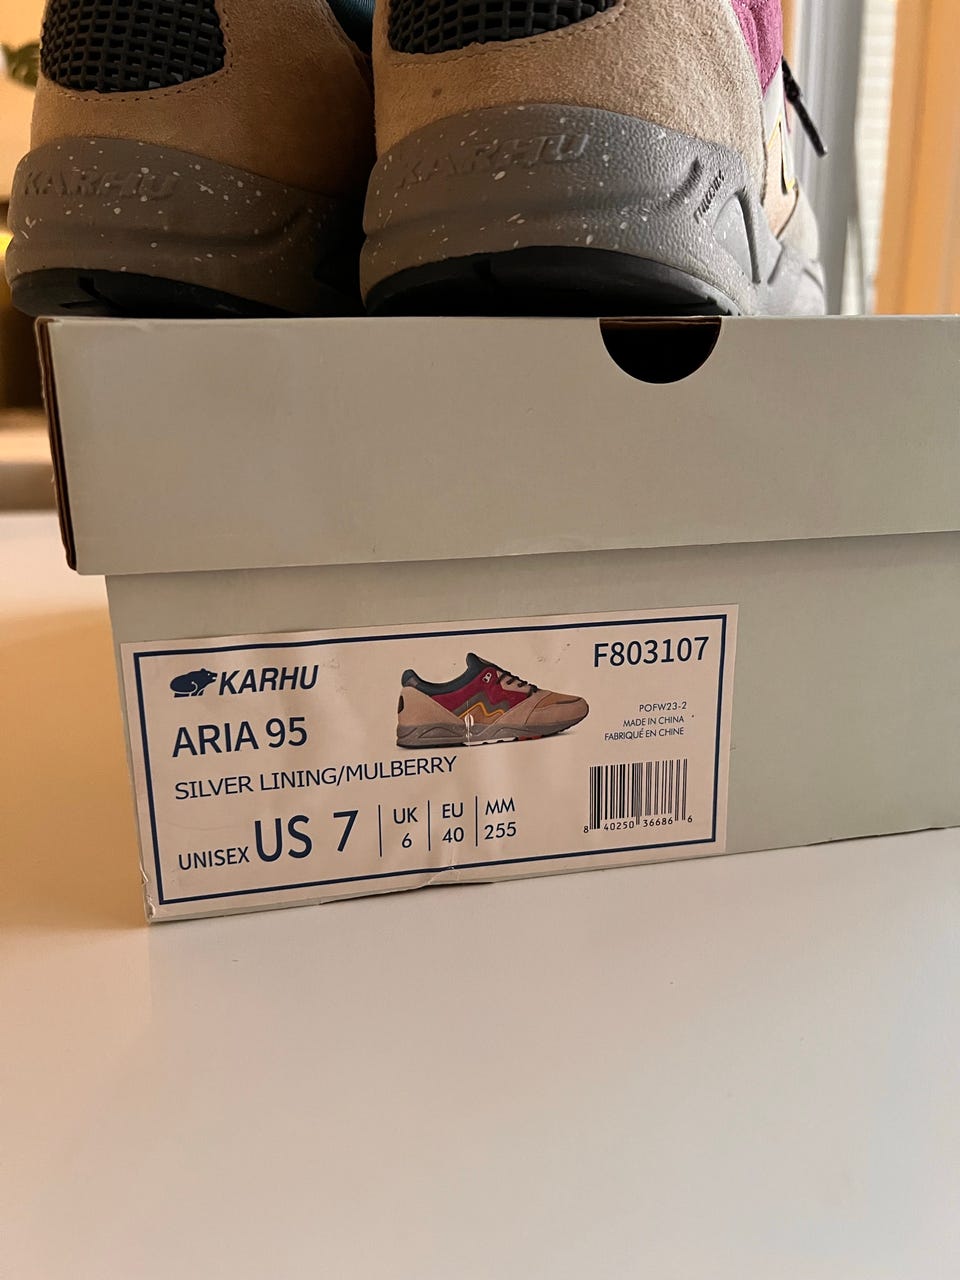 KARHU
KARHU
FULCRUM
KARHU
F803107
ARIA 95
SILVER LINING/MULBERRY
POFW23-2
MADE IN CHINA
FABRIQUÉ EN CHINE
UNISEX US 7
UK 6
EU 40
MM 255
8 40250 36686 6